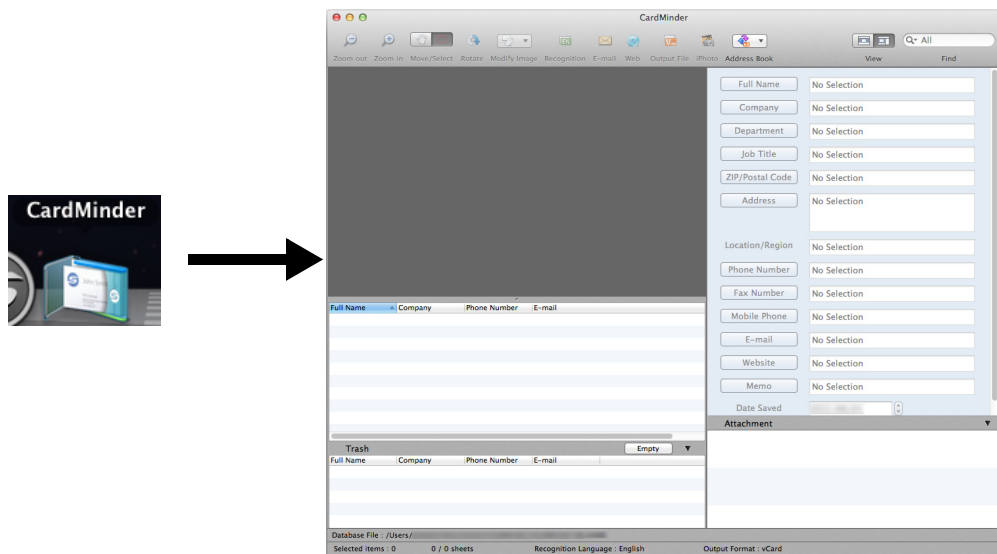 CardMinder
CardMinder
All
Zoom out Zoom in Move/Select Rotate Modify Image Recognition E-mail Web Output File iPhoto Address Book View Find
Full Name No Selection
Company No Selection
Department No Selection
Job Title No Selection
ZIP/Postal Code No Selection
Address No Selection
Location/Region No Selection
Phone Number No Selection
Fax Number No Selection
Mobile Phone No Selection
E-mail No Selection
Website No Selection
Memo No Selection
Date Saved
Attachment
Full Name Company Phone Number E-mail
Trash Empty
Full Name Company Phone Number E-mail
Database File : /Users/
Selected Items : 0 0 / 0 sheets Recognition Language : English Output Format : vCard